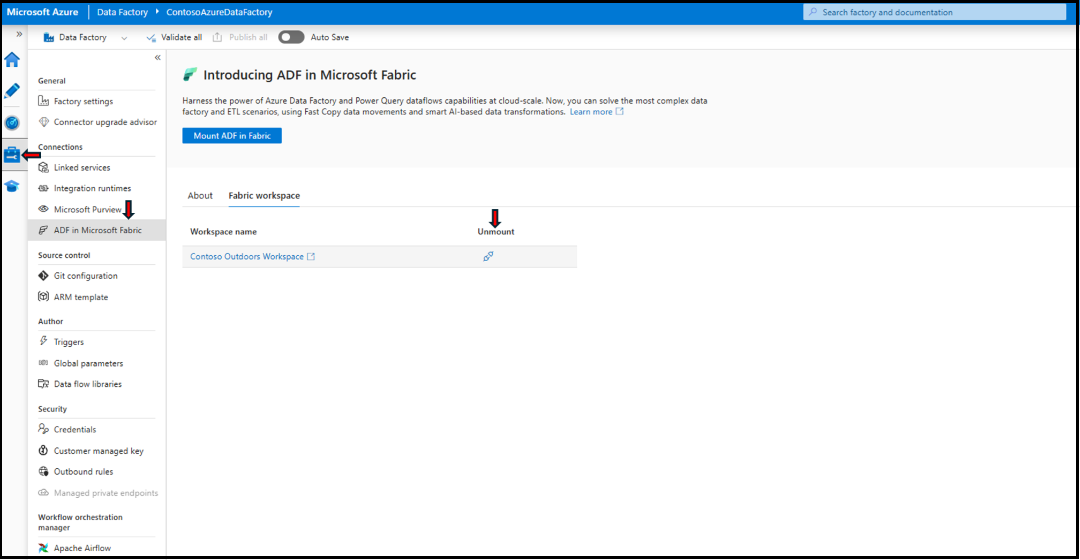 Microsoft Azure
Data Factory
ContosoAzureDataFactory
Search factory and documentation
Data Factory
Validate all
Publish all
Auto Save
General
Factory settings
Connector upgrade advisor
Connections
Linked services
Integration runtimes
Microsoft Purview
ADF in Microsoft Fabric
Source control
Git configuration
ARM template
Author
Triggers
Global parameters
Data flow libraries
Security
Credentials
Customer managed key
Outbound rules
Managed private endpoints
Workflow orchestration
manager
Apache Airflow
Introducing ADF in Microsoft Fabric
Harness the power of Azure Data Factory and Power Query dataflows capabilities at cloud-scale. Now, you can solve the most complex data
factory and ETL scenarios, using Fast Copy data movements and smart AI-based data transformations. Learn more
Mount ADF in Fabric
About
Fabric workspace
Workspace name
Unmount
Contoso Outdoors Workspace